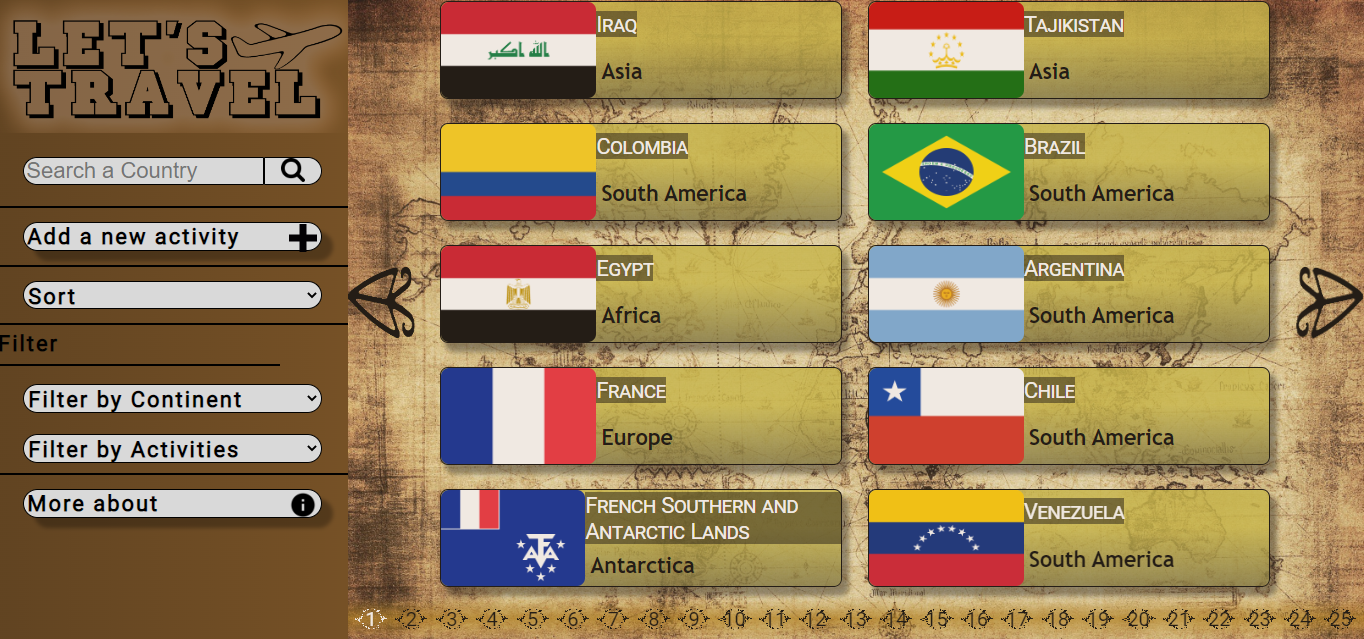 LET'S
TRAVEL
Search a Country
Add a new activity
Sort
Filter
Filter by Continent
Filter by Activities
More about
Iraq
Asia
الله اكبر
Tajikistan
Asia
Colombia
South America
Brazil
South America
Egypt
Africa
Argentina
South America
France
Europe
Chile
South America
French Southern and
Antarctic Lands
Antarctica
Venezuela
South America
1 2 3 4 5 6 7 8 9 10 11 12 13 14 15 16 17 18 19 20 21 22 23 24 25